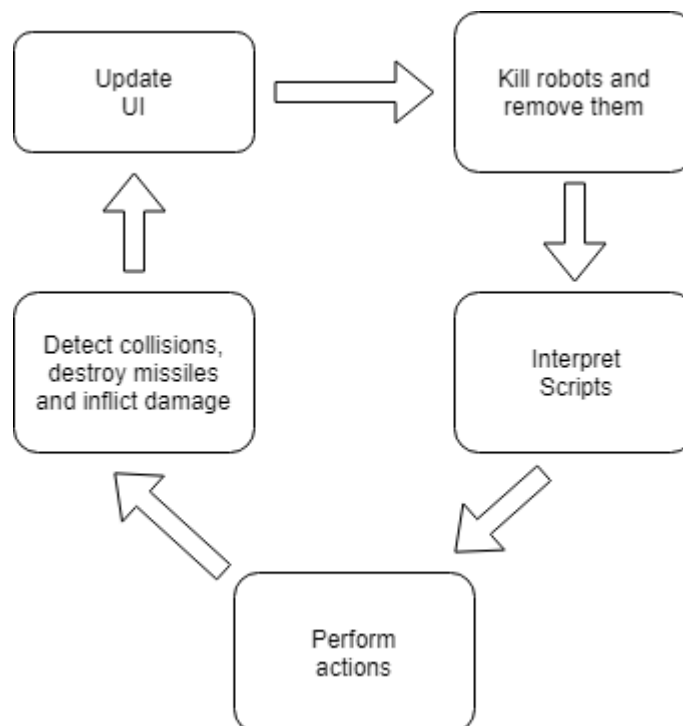 Update
UI
Kill robots and
remove them
Detect collisions,
destroy missiles
and inflict damage
Interpret
Scripts
Perform
actions